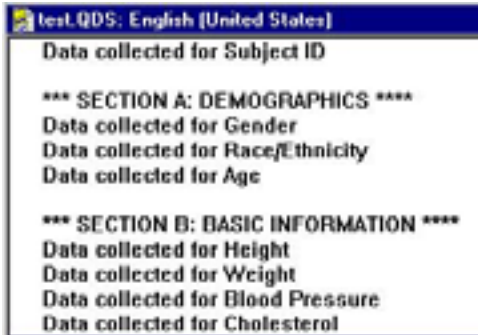 test.QDS: English (United States)
Data collected for Subject ID
*** SECTION A: DEMOGRAPHICS ****
Data collected for Gender
Data collected for Race/Ethnicity
Data collected for Age
*** SECTION B: BASIC INFORMATION ****
Data collected for Height
Data collected for Weight
Data collected for Blood Pressure
Data collected for Cholesterol